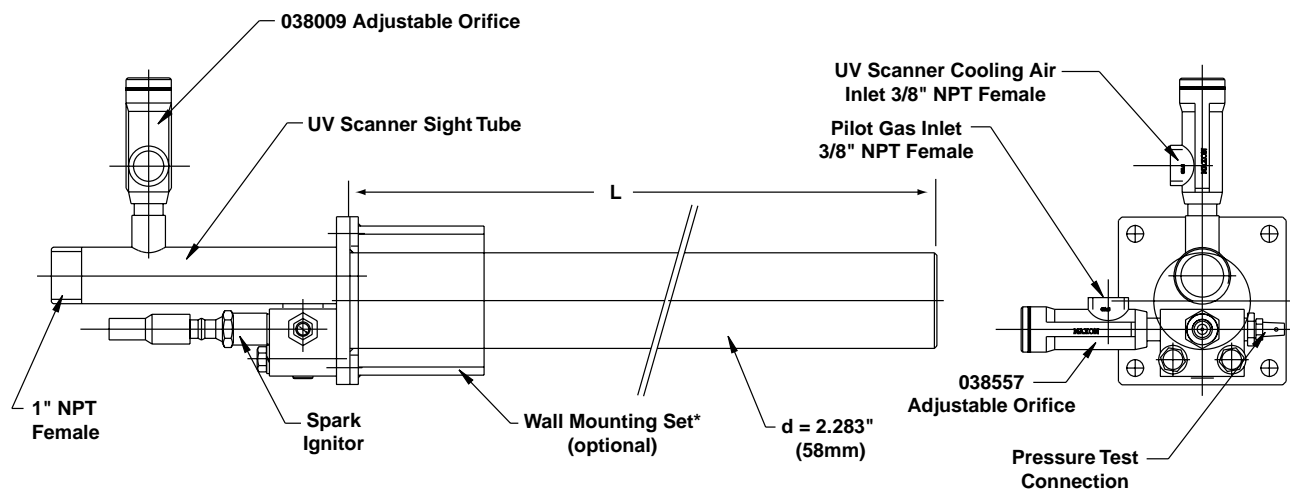 038009 Adjustable Orifice
UV Scanner Sight Tube
L
1" NPT
Female
Spark
Ignitor
Wall Mounting Set*
(optional)
d = 2.283"
(58mm)
UV Scanner Cooling Air
Inlet 3/8" NPT Female
Pilot Gas Inlet
3/8" NPT Female
MAXON
038557
Adjustable Orifice
Pressure Test
Connection